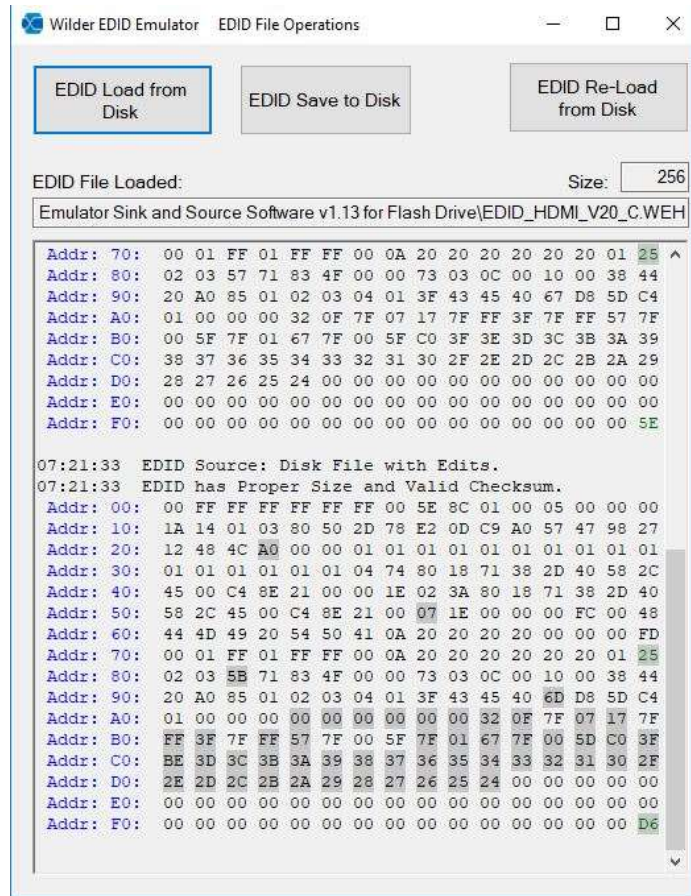 Wilder EDID Emulator EDID File Operations
EDID Load from Disk
EDID Save to Disk
EDID Re-Load from Disk
EDID File Loaded:
Size: 256
Emulator Sink and Source Software v1.13 for Flash Drive\EDID_HDMI_V20_C.WEH
Addr: 70: 00 01 FF 01 FF FF 00 0A 20 20 20 20 20 20 01 25
Addr: 80: 02 03 57 71 83 4F 00 00 73 03 0C 00 10 00 38 44
Addr: 90: 20 A0 85 01 02 03 04 01 3F 43 45 40 67 D8 5D C4
Addr: A0: 01 00 00 00 32 0F 7F 07 17 7F FF 3F 7F FF 57 7F
Addr: B0: 00 5F 7F 01 67 7F 00 5F C0 3F 3E 3D 3C 3B 3A 39
Addr: C0: 38 37 36 35 34 33 32 31 30 2F 2E 2D 2C 2B 2A 29
Addr: D0: 28 27 26 25 24 00 00 00 00 00 00 00 00 00 00 00
Addr: E0: 00 00 00 00 00 00 00 00 00 00 00 00 00 00 00 00
Addr: F0: 00 00 00 00 00 00 00 00 00 00 00 00 00 00 00 5E
07:21:33 EDID Source: Disk File with Edits.
07:21:33 EDID has Proper Size and Valid Checksum.
Addr: 00: 00 FF FF FF FF FF FF 00 5E 8C 01 00 05 00 00 00
Addr: 10: 1A 14 01 03 80 50 2D 78 E2 0D C9 A0 57 47 98 27
Addr: 20: 12 48 4C A0 00 00 01 01 01 01 01 01 01 01 01 01
Addr: 30: 01 01 01 01 01 01 04 74 80 18 71 38 2D 40 58 2C
Addr: 40: 45 00 C4 8E 21 00 00 1E 02 3A 80 18 71 38 2D 40
Addr: 50: 58 2C 45 00 C4 8E 21 00 07 1E 00 00 00 FC 00 48
Addr: 60: 44 4D 49 20 54 50 41 0A 20 20 20 20 00 00 00 FD
Addr: 70: 00 01 FF 01 FF FF 00 0A 20 20 20 20 20 20 01 25
Addr: 80: 02 03 5B 71 83 4F 00 00 73 03 0C 00 10 00 38 44
Addr: 90: 20 A0 85 01 02 03 04 01 3F 43 45 40 6D D8 5D C4
Addr: A0: 01 00 00 00 00 00 00 00 00 00 32 0F 7F 07 17 7F
Addr: B0: FF 3F 7F FF 57 7F 00 5F 7F 01 67 7F 00 5D C0 3F
Addr: C0: BE 3D 3C 3B 3A 39 38 37 36 35 34 33 32 31 30 2F
Addr: D0: 2E 2D 2C 2B 2A 29 28 27 26 25 24 00 00 00 00 00
Addr: E0: 00 00 00 00 00 00 00 00 00 00 00 00 00 00 00 00
Addr: F0: 00 00 00 00 00 00 00 00 00 00 00 00 00 00 00 D6